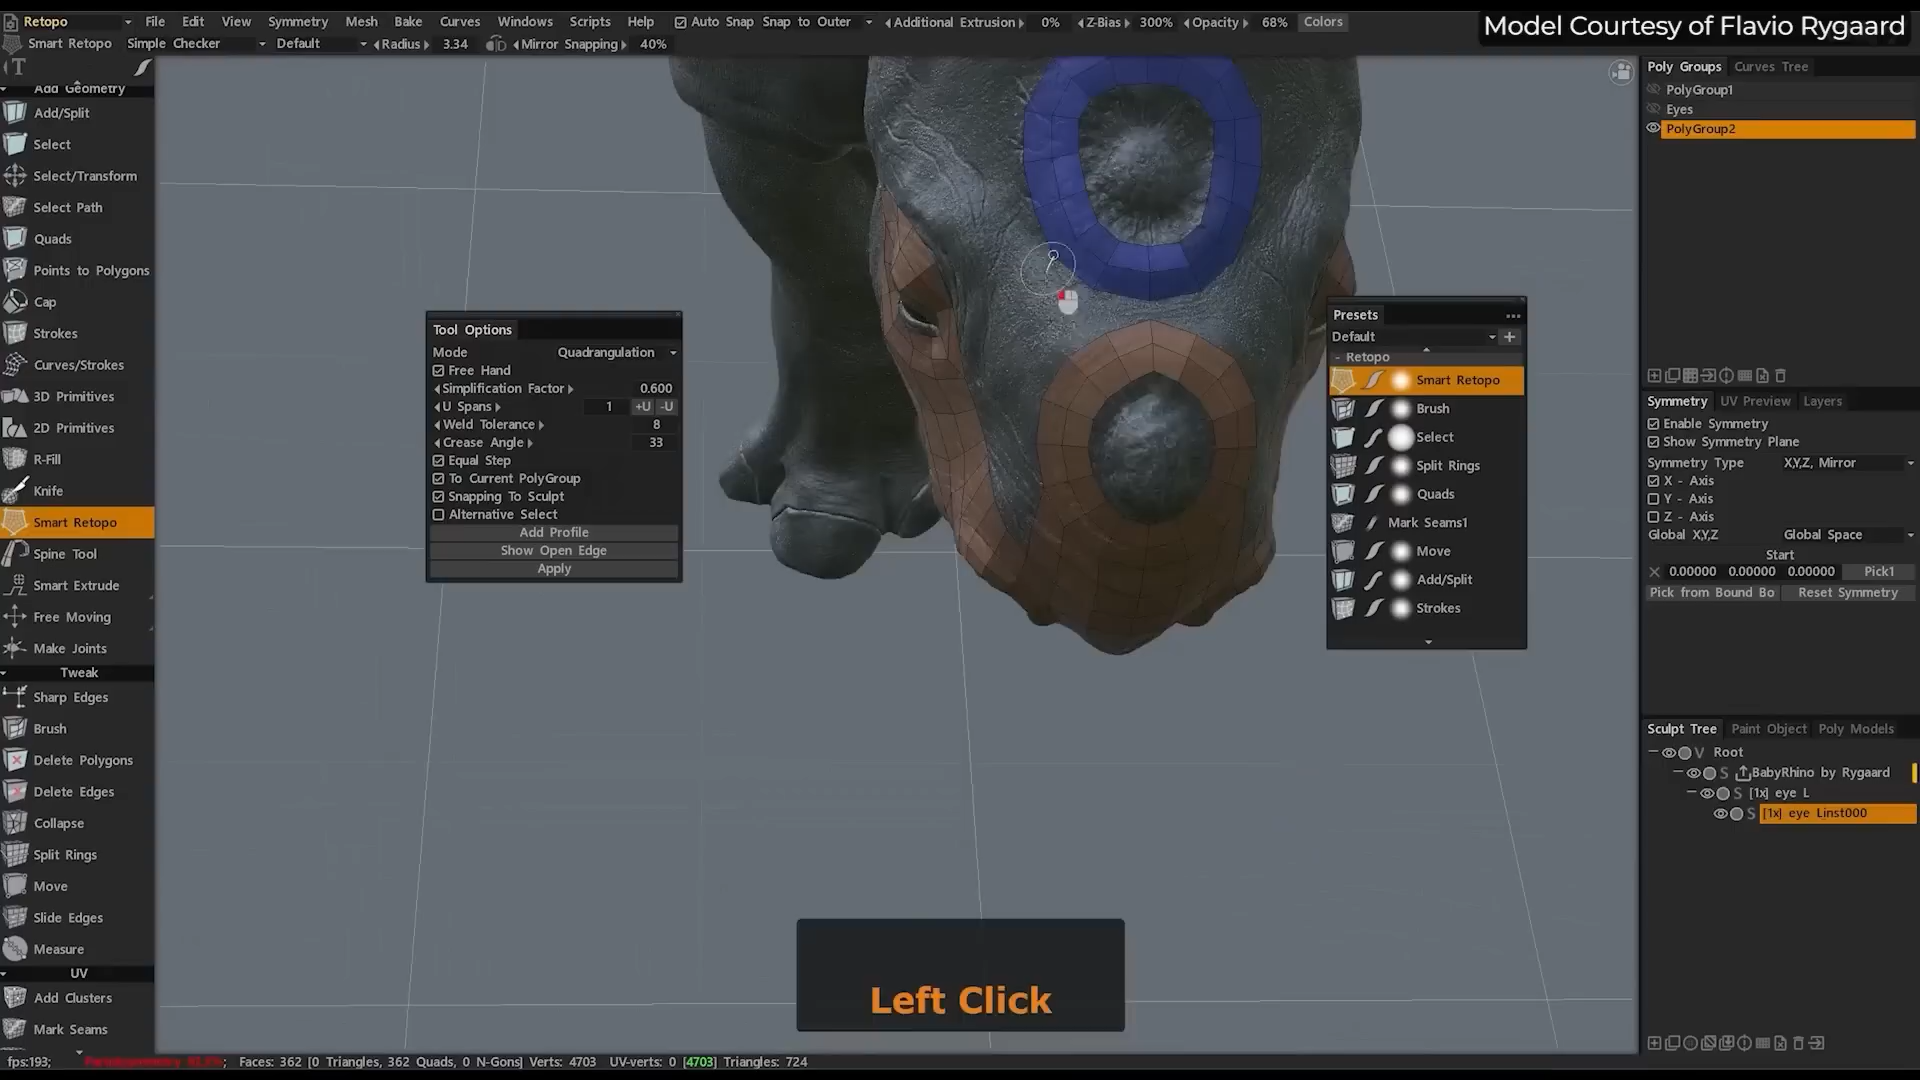 Retopo File Edit View Symmetry Mesh Bake Curves Windows Scripts Help Auto Snap Snap to Outer Additional Extrusion 0% Z-Bias 300% Opacity 68% Colors
Model Courtesy of Flavio Rygaard
Smart Retopo Simple Checker Default Radius 3.34 Mirror Snapping 40%
T
Add Geometry
Add/Split
Select
Select/Transform
Select Path
Quads
Points to Polygons
Cap
Strokes
Curves/Strokes
3D Primitives
2D Primitives
R-Fill
Knife
Smart Retopo
Spine Tool
Smart Extrude
Free Moving
Make Joints
Tweak
Sharp Edges
Brush
Delete Polygons
Delete Edges
Collapse
Split Rings
Move
Slide Edges
Measure
UV
Add Clusters
Mark Seams
Tool Options
Mode Quadrangulation
Free Hand
Simplification Factor 0.600
U Spans 1 +U -U
Weld Tolerance 8
Crease Angle 33
Equal Step
To Current PolyGroup
Snapping To Sculpt
Alternative Select
Add Profile
Show Open Edge
Apply
Presets
Default
- Retopo
Smart Retopo
Brush
Select
Split Rings
Quads
Mark Seams1
Move
Add/Split
Strokes
Poly Groups Curves Tree
PolyGroup1
Eyes
PolyGroup2
Symmetry UV Preview Layers
Enable Symmetry
Show Symmetry Plane
Symmetry Type X,Y,Z, Mirror
X - Axis
Y - Axis
Z - Axis
Global X,Y,Z Global Space
Start
0.00000 0.00000 0.00000 Pick1
Pick from Bound Bo Reset Symmetry
Sculpt Tree Paint Object Poly Models
V Root
S BabyRhino by Rygaard
S [1x] eye L
S [1x] eye Linst000
Left Click
fps:193; Faces: 362 [0 Triangles, 362 Quads, 0 N-Gons] Verts: 4703 UV-verts: 0 [4703] Triangles: 724